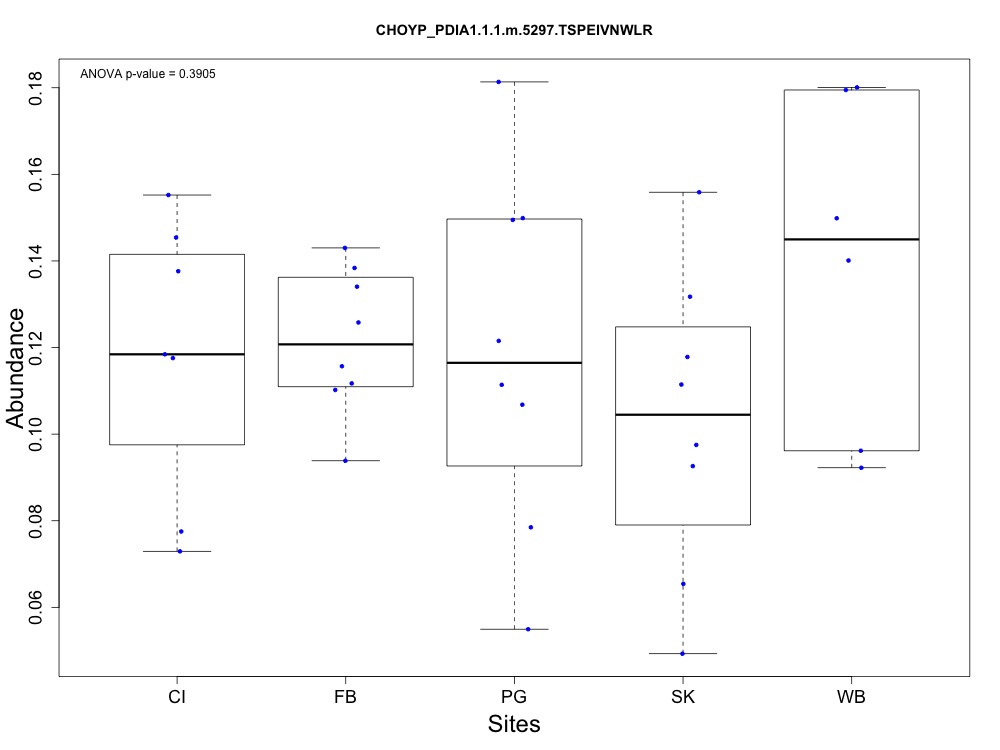 CHOYP_PDIA1.1.1.m.5297.TSPEIVNWLR
ANOVA p-value = 0.3905
Abundance
0.18
0.16
0.14
0.12
0.10
0.08
0.06
CI FB PG SK WB
Sites